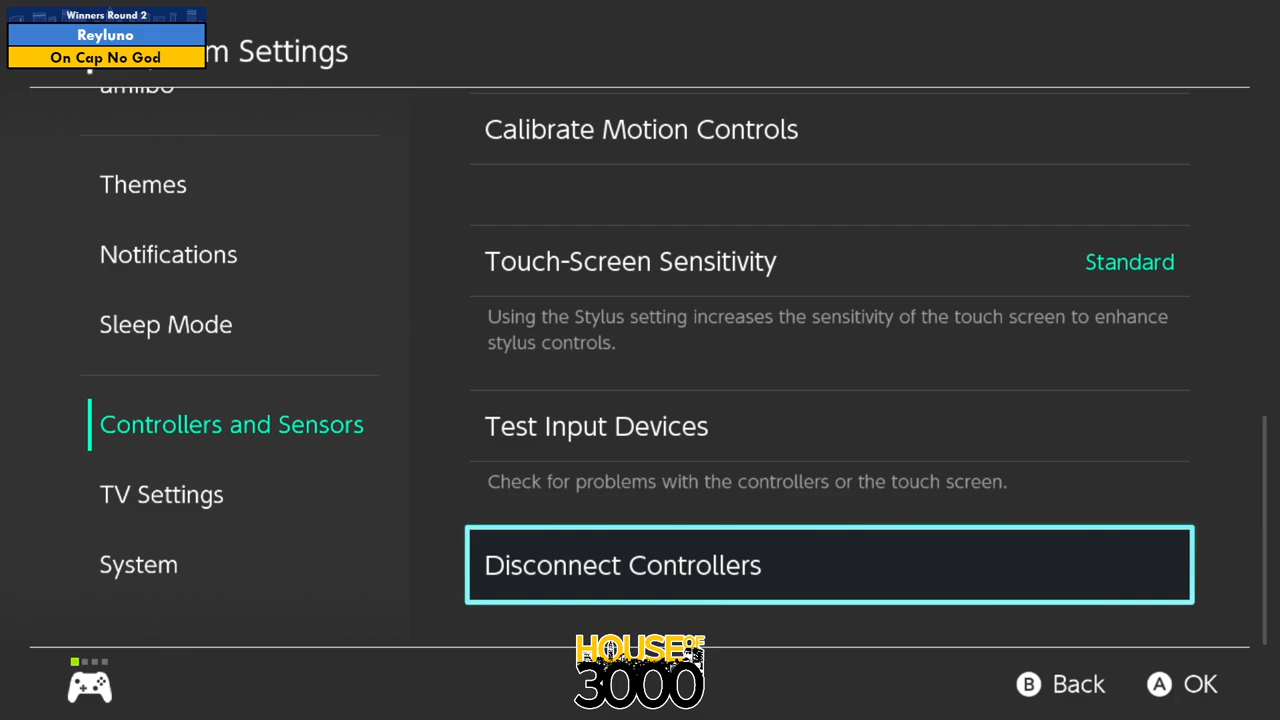 Winners Round 2
Reyluno
On Cap No God
m Settings
amiibo
Themes
Notifications
Sleep Mode
Controllers and Sensors
TV Settings
System
Calibrate Motion Controls
Touch-Screen Sensitivity Standard
Using the Stylus setting increases the sensitivity of the touch screen to enhance
stylus controls.
Test Input Devices
Check for problems with the controllers or the touch screen.
Disconnect Controllers
HOUSE OF
3000
B Back A OK